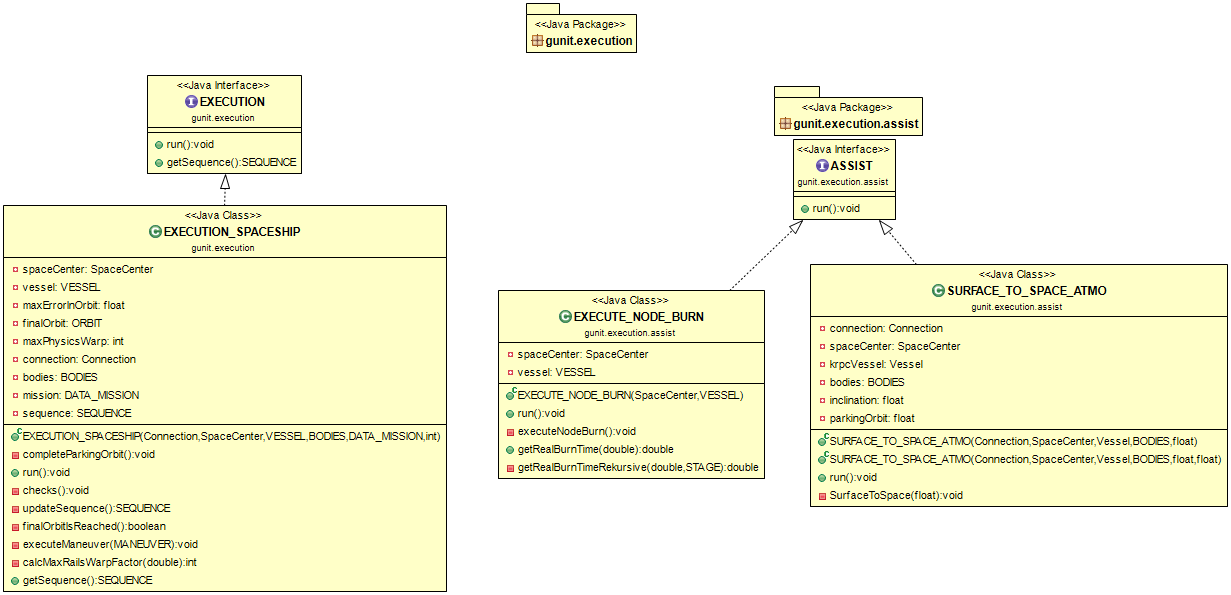 <<Java Package>>
gunit.execution
<<Java Interface>>
EXECUTION
gunit.execution
run():void
getSequence():SEQUENCE
<<Java Class>>
EXECUTION_SPACESHIP
gunit.execution
spaceCenter: SpaceCenter
vessel: VESSEL
maxErrorInOrbit: float
finalOrbit: ORBIT
maxPhysicsWarp: int
connection: Connection
bodies: BODIES
mission: DATA_MISSION
sequence: SEQUENCE
EXECUTION_SPACESHIP(Connection,SpaceCenter,VESSEL,BODIES,DATA_MISSION,int)
completeParkingOrbit():void
run():void
checks():void
updateSequence():SEQUENCE
finalOrbitIsReached():boolean
executeManeuver(MANEUVER):void
calcMaxRailsWarpFactor(double):int
getSequence():SEQUENCE
<<Java Package>>
gunit.execution.assist
<<Java Interface>>
ASSIST
gunit.execution.assist
run():void
<<Java Class>>
EXECUTE_NODE_BURN
gunit.execution.assist
spaceCenter: SpaceCenter
vessel: VESSEL
EXECUTE_NODE_BURN(SpaceCenter,VESSEL)
run():void
executeNodeBurn():void
getRealBurnTime(double):double
getRealBurnTimeRekursive(double,STAGE):double
<<Java Class>>
SURFACE_TO_SPACE_ATMO
gunit.execution.assist
connection: Connection
spaceCenter: SpaceCenter
krpcVessel: Vessel
bodies: BODIES
inclination: float
parkingOrbit: float
SURFACE_TO_SPACE_ATMO(Connection,SpaceCenter,Vessel,BODIES,float)
SURFACE_TO_SPACE_ATMO(Connection,SpaceCenter,Vessel,BODIES,float,float)
run():void
SurfaceToSpace(float):void